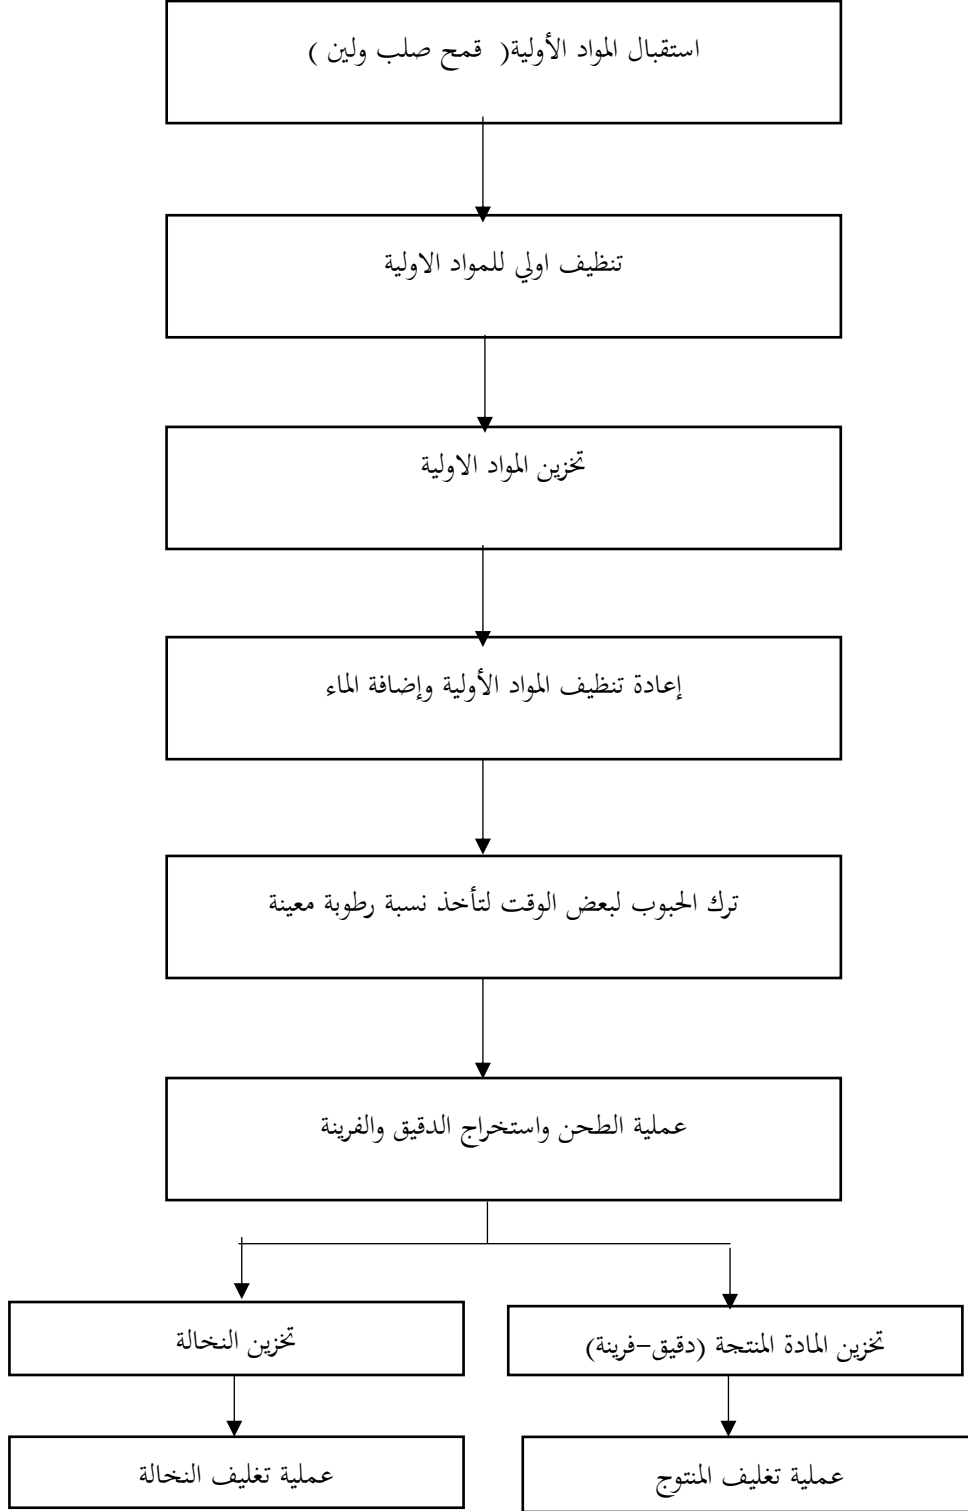 استقبال المواد الأولية( قمح صلب ولين )
تنظيف اولي للمواد الاولية
تخزين المواد الاولية
إعادة تنظيف المواد الأولية وإضافة الماء
ترك الحبوب لبعض الوقت لتأخذ نسبة رطوبة معينة
عملية الطحن واستخراج الدقيق والفرينة
تخزين المادة المنتجة (دقيق-فرينة)
تخزين النخالة
عملية تغليف المنتوج
عملية تغليف النخالة